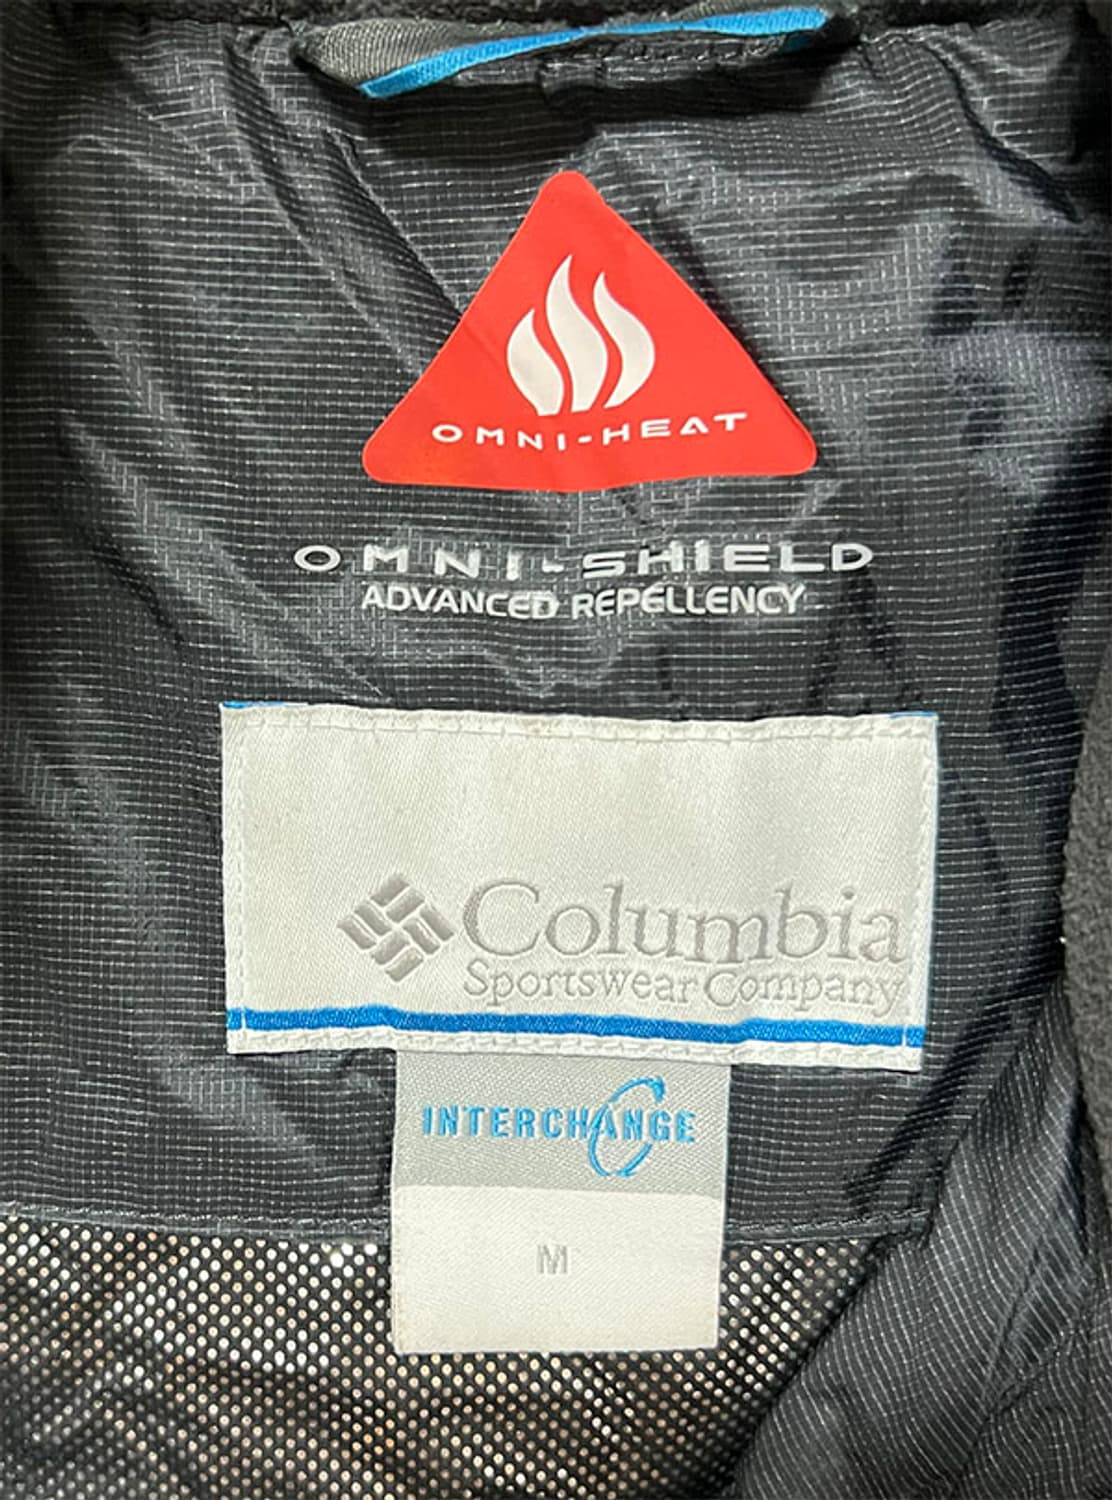 OMNI-HEAT
OMNI-SHIELD
ADVANCED REPELLENCY
Columbia
Sportswear Company
INTERCHANGE
M